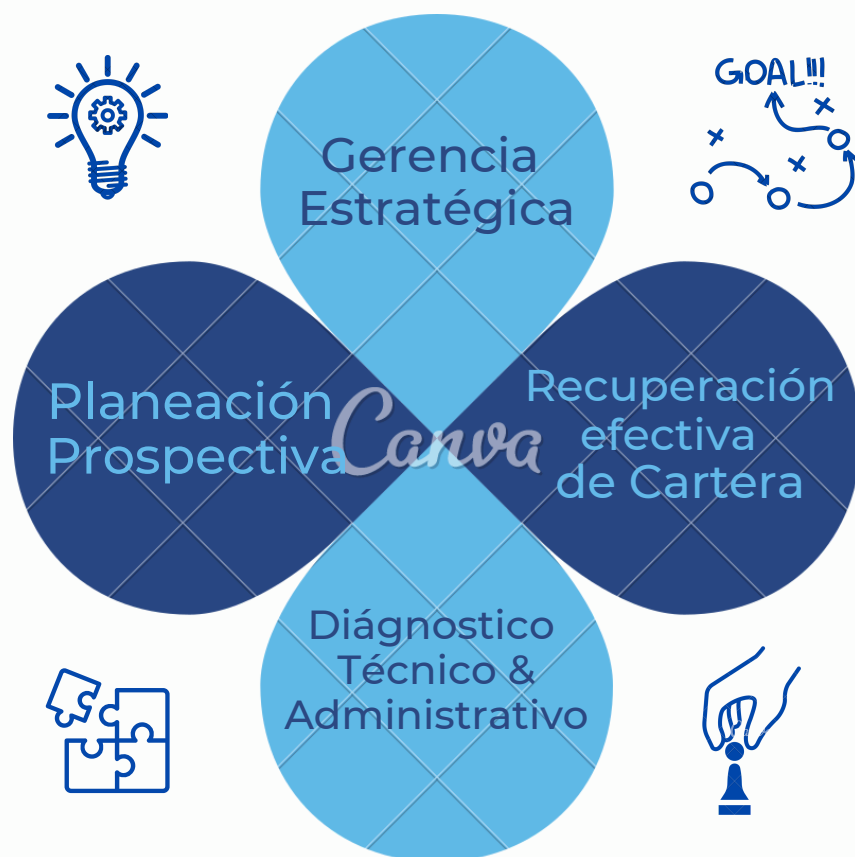 GOAL!!!
Gerencia
Estratégica
Planeación
Prospectiva
Canva
Recuperación
efectiva
de Cartera
Diágnostico
Técnico &
Administrativo